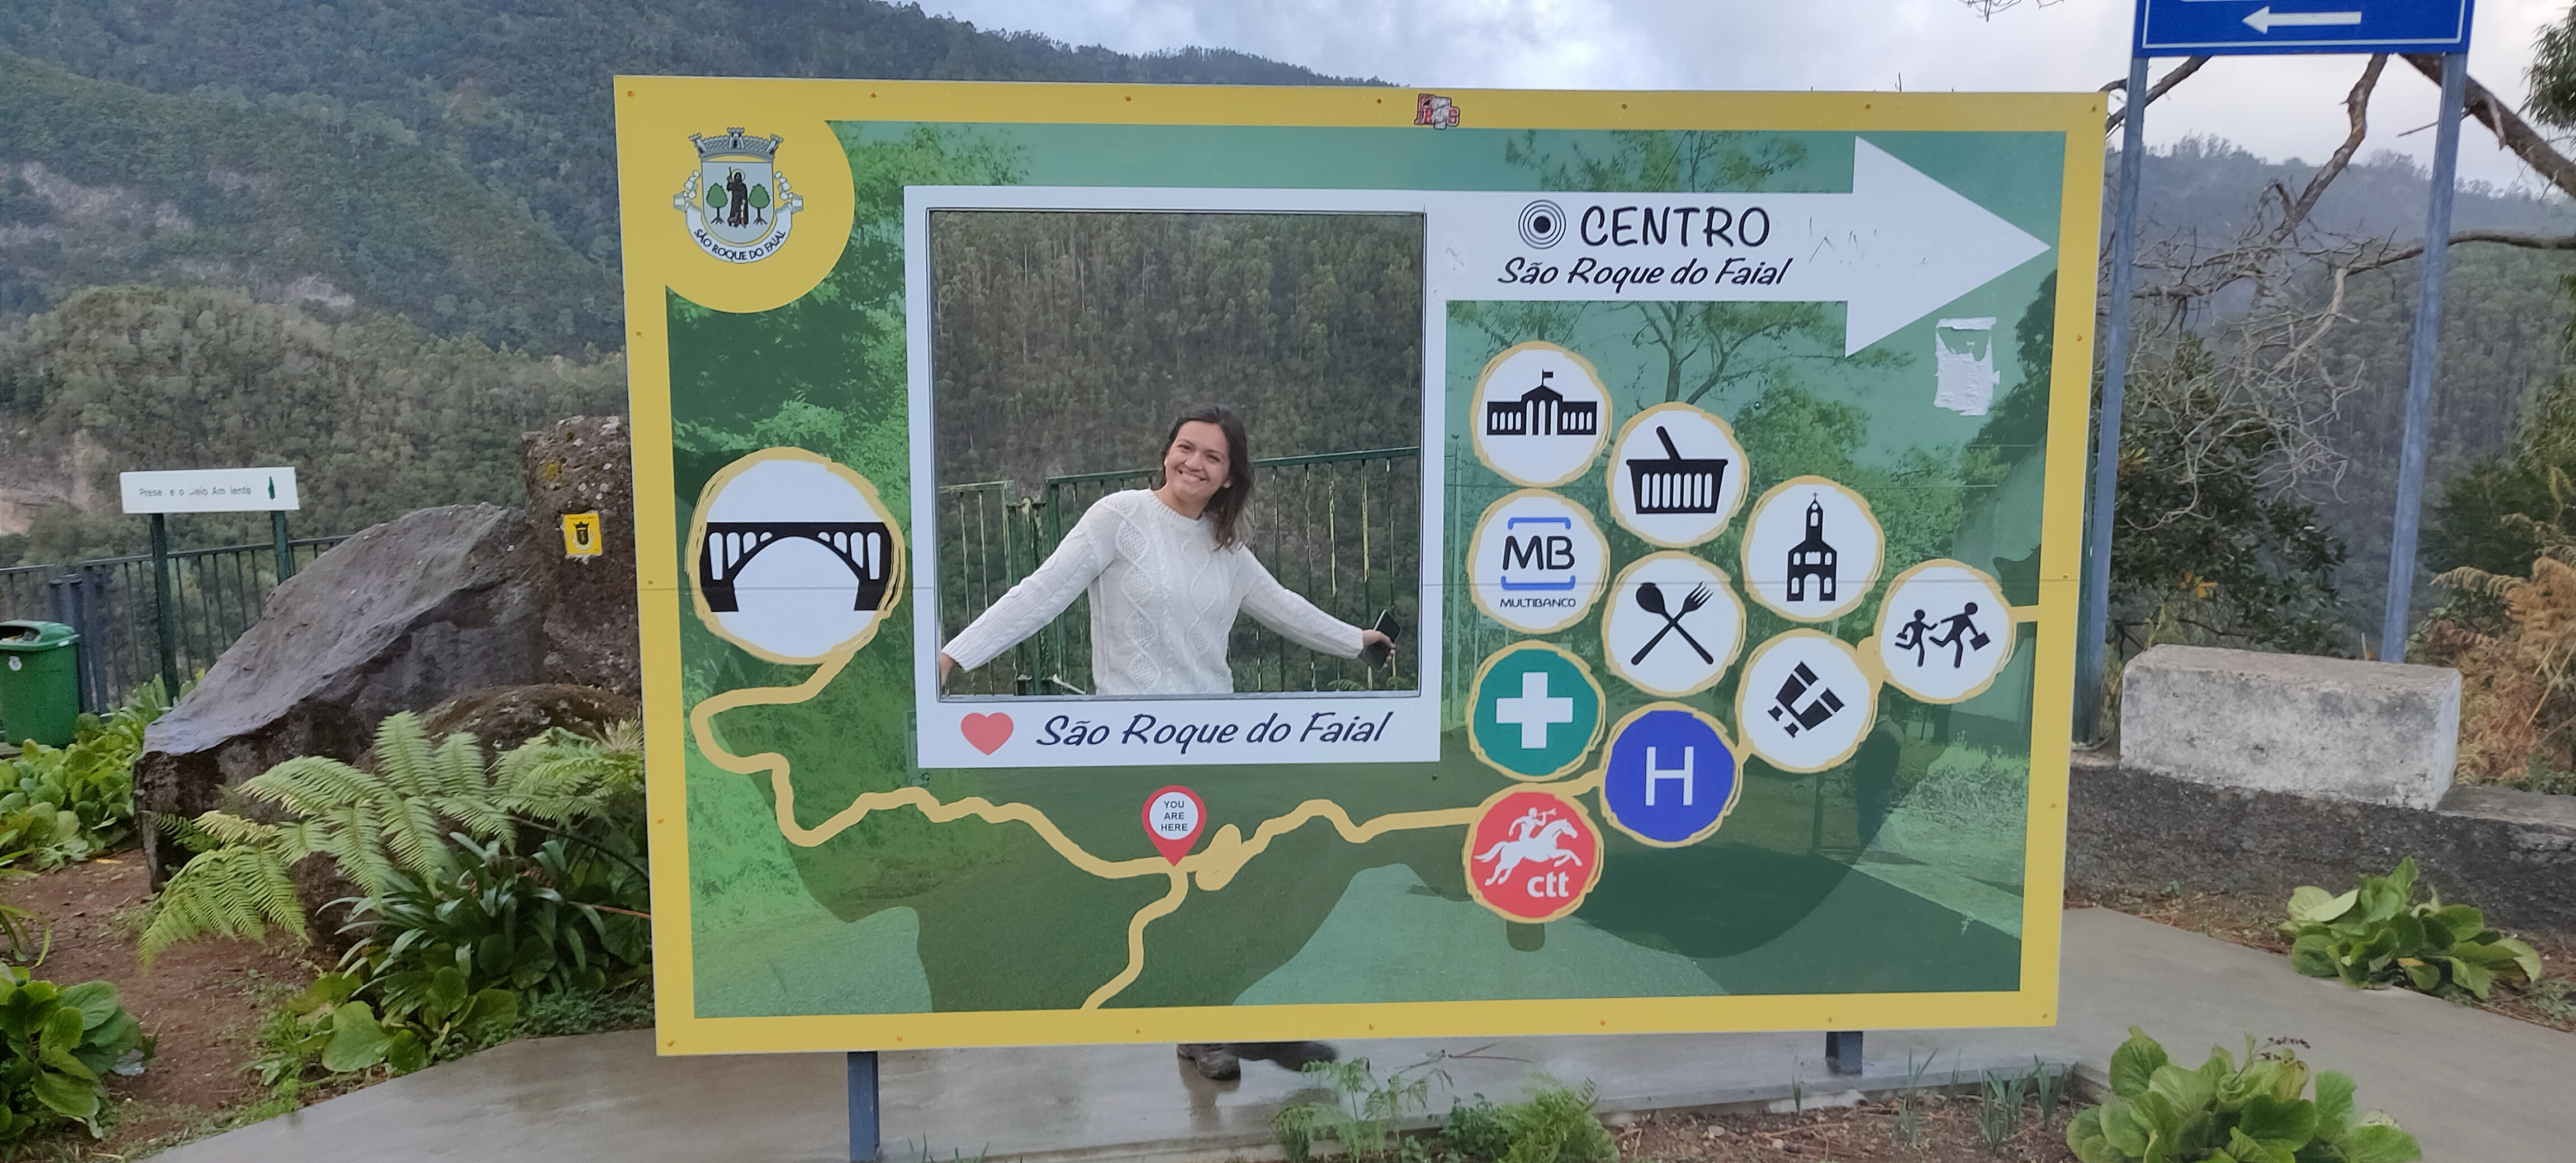 SÃO ROQUE DO FAIAL
CENTRO
São Roque do Faial
MB
MULTIBANCO
São Roque do Faial
YOU
ARE
HERE
H
ctt